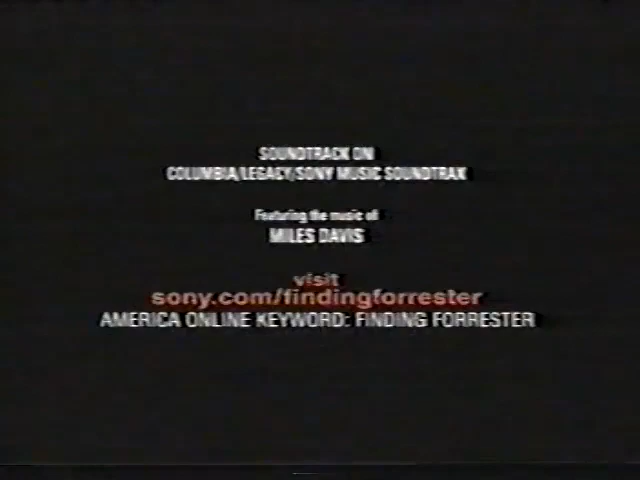 SOUNDTRACK ON
COLUMBIA/LEGACY/SONY MUSIC SOUNDTRAX
Featuring the music of
MILES DAVIS
visit
sony.com/findingforrester
AMERICA ONLINE KEYWORD: FINDING FORRESTER